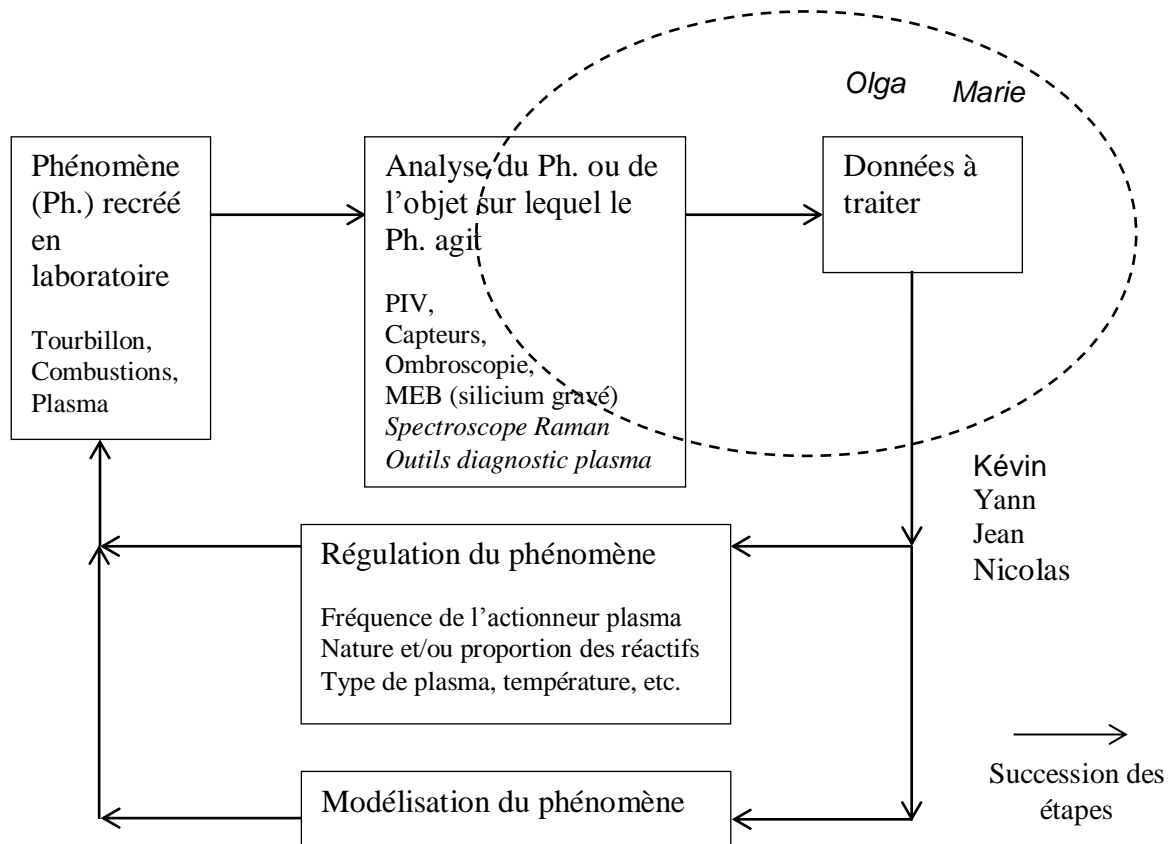 Olga
Marie
Phénomène
(Ph.) recréé
en
laboratoire
Tourbillon,
Combustions,
Plasma
Analyse du Ph. ou de
l’objet sur lequel le
Ph. agit
PIV,
Capteurs,
Ombroscopie,
MEB (silicium gravé)
Spectroscope Raman
Outils diagnostic plasma
Données à
traiter
Kévin
Yann
Jean
Nicolas
Régulation du phénomène
Fréquence de l’actionneur plasma
Nature et/ou proportion des réactifs
Type de plasma, température, etc.
Modélisation du phénomène
Succession des
étapes